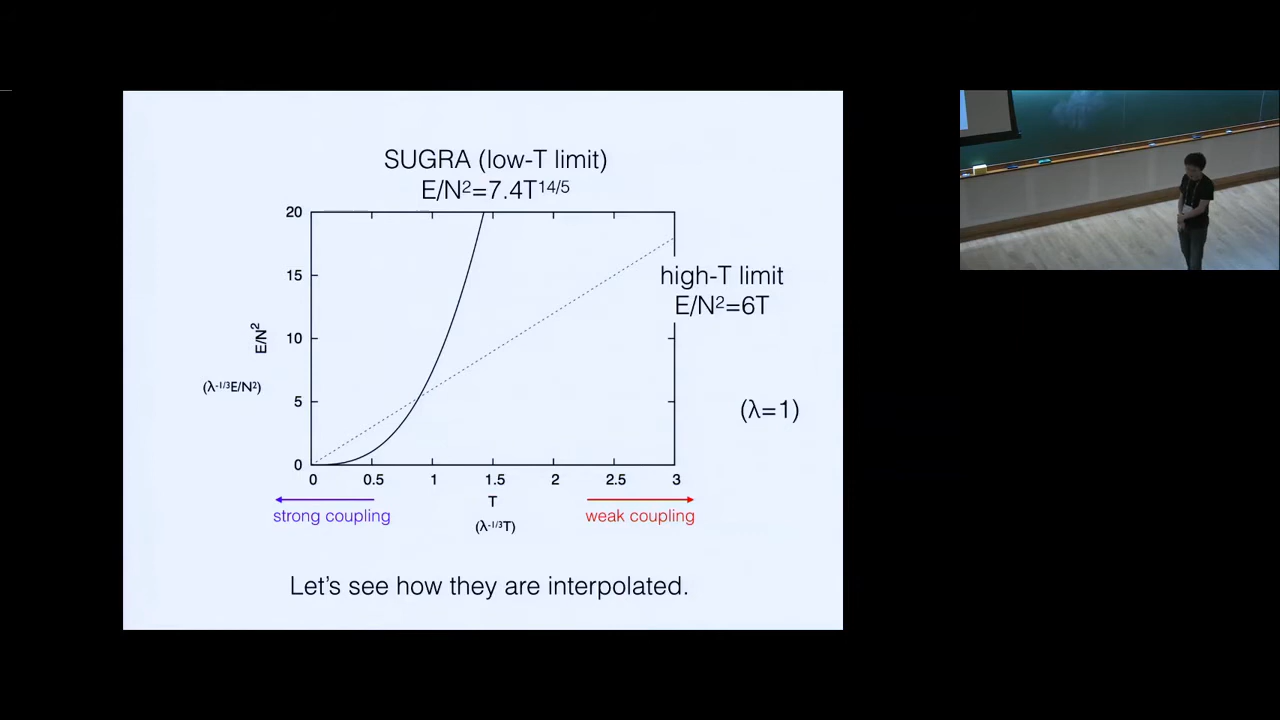 SUGRA (low-T limit)
E/N²=7.4T¹⁴/⁵
20
15
10
5
0
E/N²
(λ⁻¹/³E/N²)
high-T limit
E/N²=6T
(λ=1)
0 0.5 1 1.5 2 2.5 3
T
(λ⁻¹/³T)
strong coupling
weak coupling
Let's see how they are interpolated.